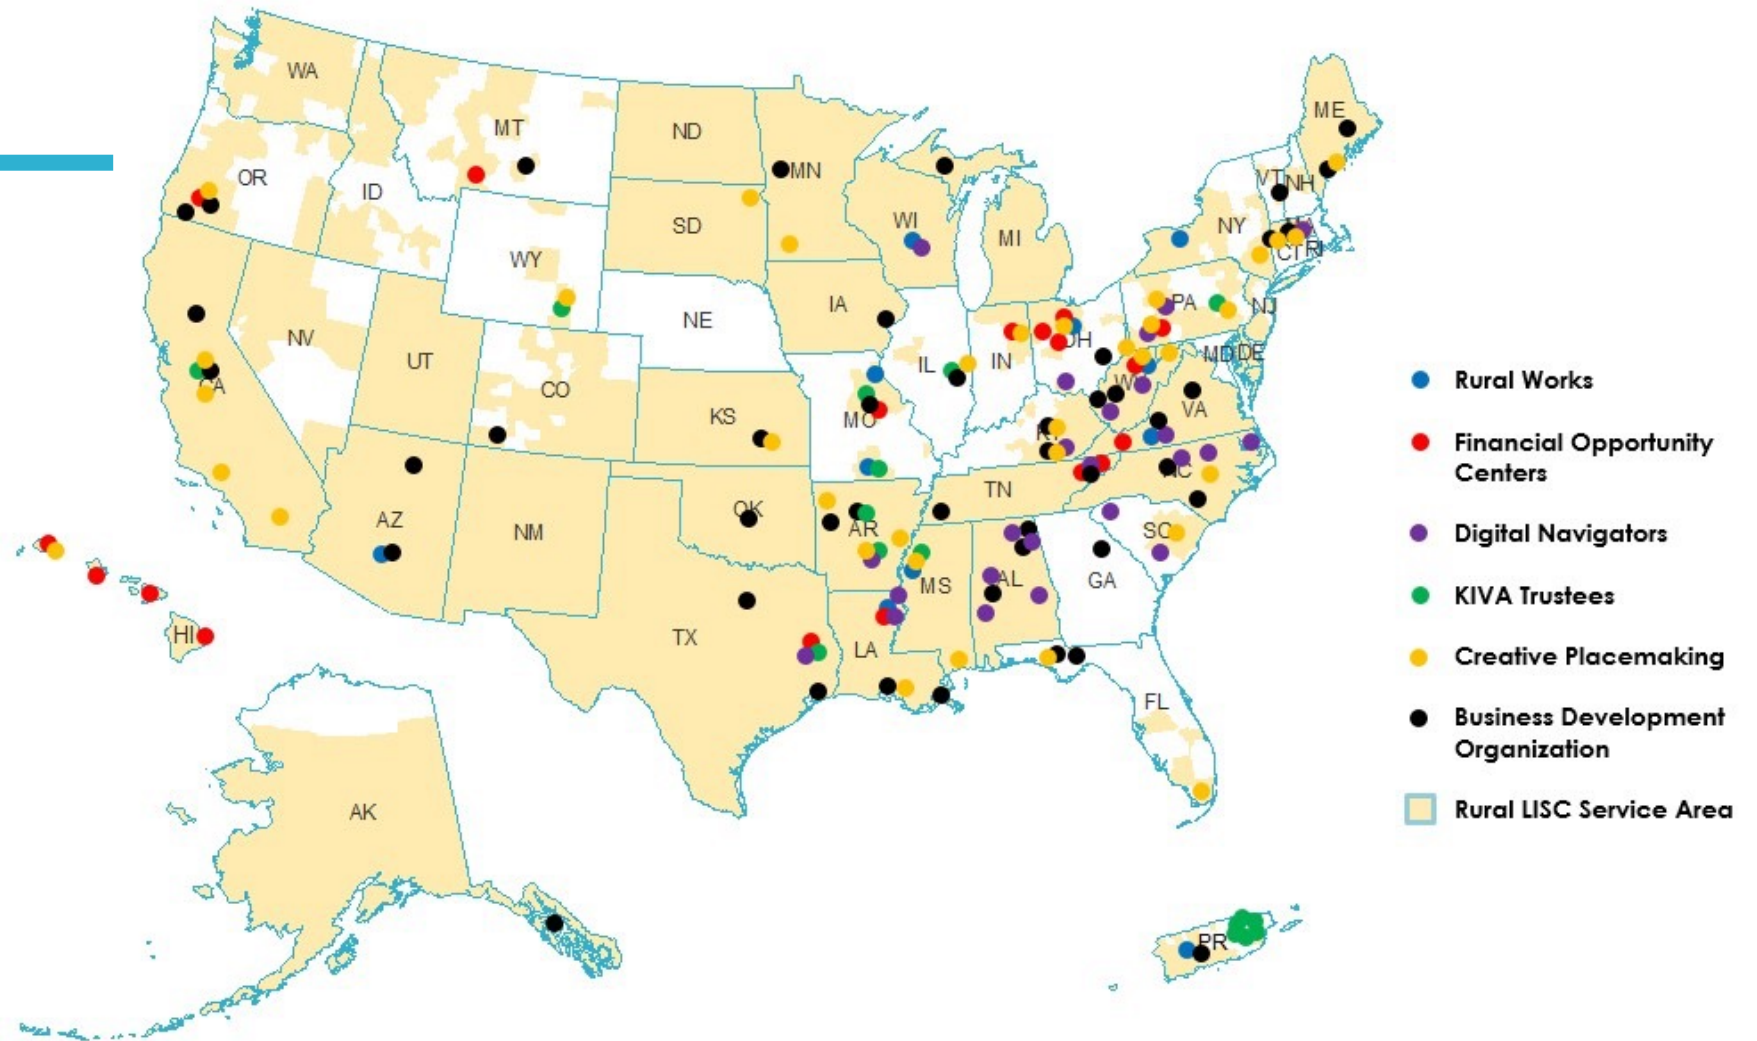 WA
MT
ND
MN
ME
OR
ID
VT
NH
WI
NY
SD
MI
MA
CT
RI
WY
IA
PA
NJ
NE
NV
IL
IN
OH
MD
DE
UT
CO
CA
WV
KS
MO
VA
KY
NC
TN
OK
AZ
NM
AR
SC
MS
AL
GA
TX
HI
LA
FL
AK
PR
Rural Works
Financial Opportunity
Centers
Digital Navigators
KIVA Trustees
Creative Placemaking
Business Development
Organization
Rural LISC Service Area